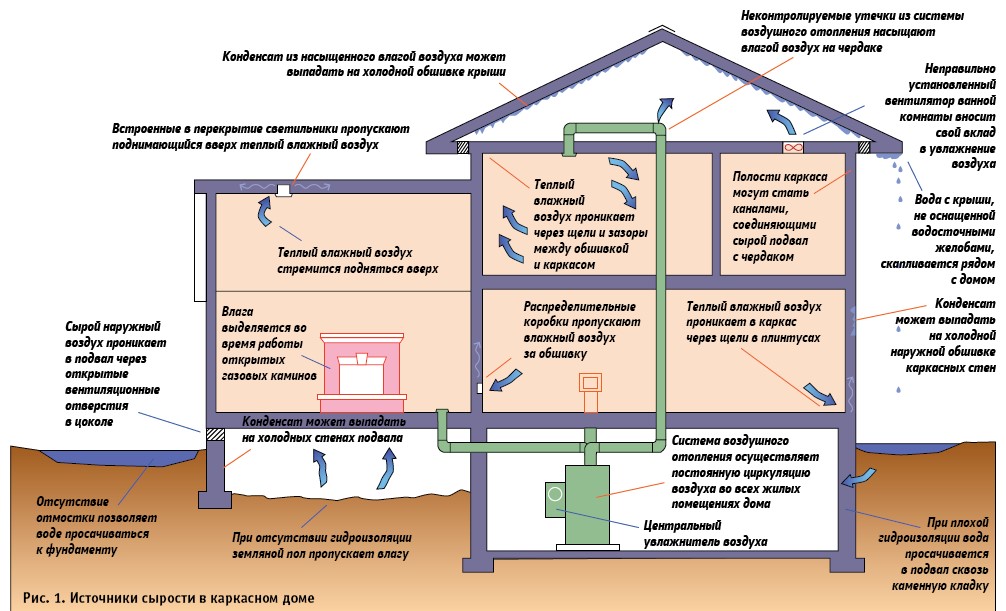 Неконтролируемые утечки из системы
воздушного отопления насыщают
влагой воздух на чердаке
Конденсат из насыщенного влагой воздуха может
выпадать на холодной обшивке крыши
Неправильно
установленный
вентилятор ванной
комнаты вносит
свой вклад
в увлажнение
воздуха
Встроенные в перекрытие светильники пропускают
поднимающийся вверх теплый влажный воздух
Теплый
влажный
воздух проникает
через щели и зазоры
между обшивкой
и каркасом
Полости каркаса
могут стать
каналами,
соединяющими
сырой подвал
с чердаком
Вода с крыши,
не оснащенной
водосточными
желобами,
скапливается рядом
с домом
Теплый влажный воздух
стремится подняться вверх
Влага
выделяется во
время работы
открытых
газовых каминов
Распределительные
коробки пропускают
влажный воздух
за обшивку
Теплый влажный воздух
проникает в каркас
через щели в плинтусах
Конденсат
может выпадать
на холодной
наружной обшивке
каркасных стен
Сырой наружный
воздух проникает
в подвал через
открытые
вентиляционные
отверстия
в цоколе
Конденсат может выпадать
на холодных стенах подвала
Система воздушного
отопления осуществляет
постоянную циркуляцию
воздуха во всех жилых
помещениях дома
Центральный
увлажнитель воздуха
Отсутствие
отмостки позволяет
воде просачиваться
к фундаменту
При отсутствии гидроизоляции
земляной пол пропускает влагу
При плохой
гидроизоляции вода
просачивается
в подвал сквозь
каменную кладку
Рис. 1. Источники сырости в каркасном доме